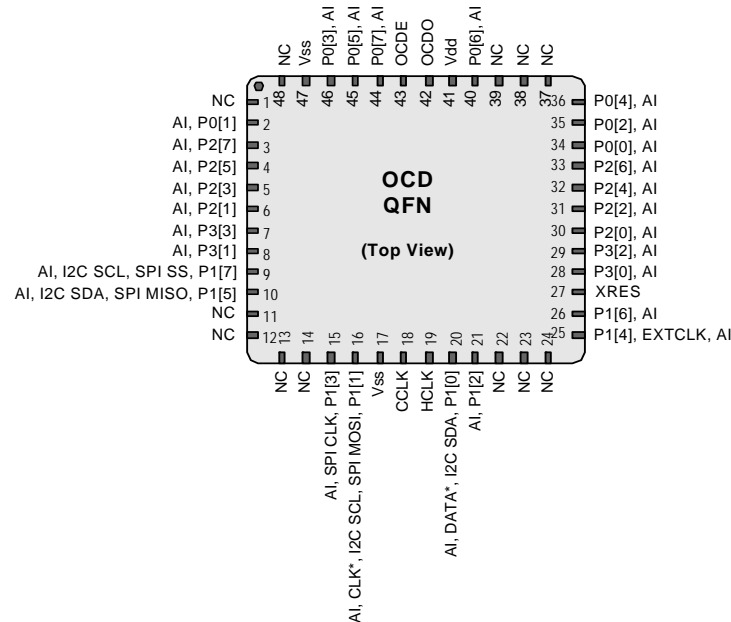 NC
Vss
P0[3], AI
P0[5], AI
P0[7], AI
OCDE
OCDO
Vdd
P0[6], AI
NC
NC
NC
48
47
46
45
44
43
42
41
40
39
38
37
NC 1
AI, P0[1] 2
AI, P2[7] 3
AI, P2[5] 4
AI, P2[3] 5
AI, P2[1] 6
AI, P3[3] 7
AI, P3[1] 8
AI, I2C SCL, SPI SS, P1[7] 9
AI, I2C SDA, SPI MISO, P1[5] 10
NC 11
NC 12
OCD
QFN
(Top View)
36 P0[4], AI
35 P0[2], AI
34 P0[0], AI
33 P2[6], AI
32 P2[4], AI
31 P2[2], AI
30 P2[0], AI
29 P3[2], AI
28 P3[0], AI
27 XRES
26 P1[6], AI
25 P1[4], EXTCLK, AI
13
14
15
16
17
18
19
20
21
22
23
24
NC
NC
AI, SPI CLK, P1[3]
AI, CLK*, I2C SCL, SPI MOSI, P1[1]
Vss
CCLK
HCLK
AI, DATA*, I2C SDA, P1[0]
AI, P1[2]
NC
NC
NC